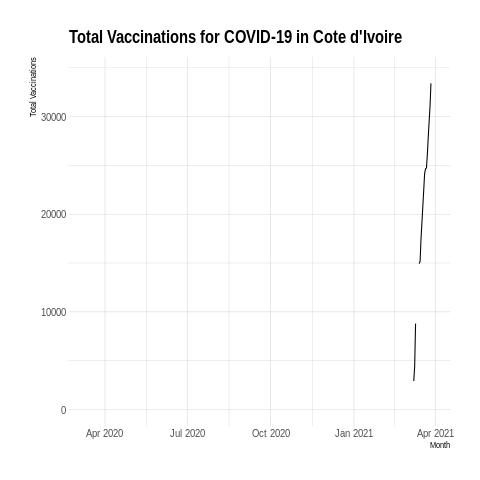 Total Vaccinations for COVID-19 in Cote d'Ivoire
Total Vaccinations
30000
20000
10000
0
Apr 2020 Jul 2020 Oct 2020 Jan 2021 Apr 2021
Month